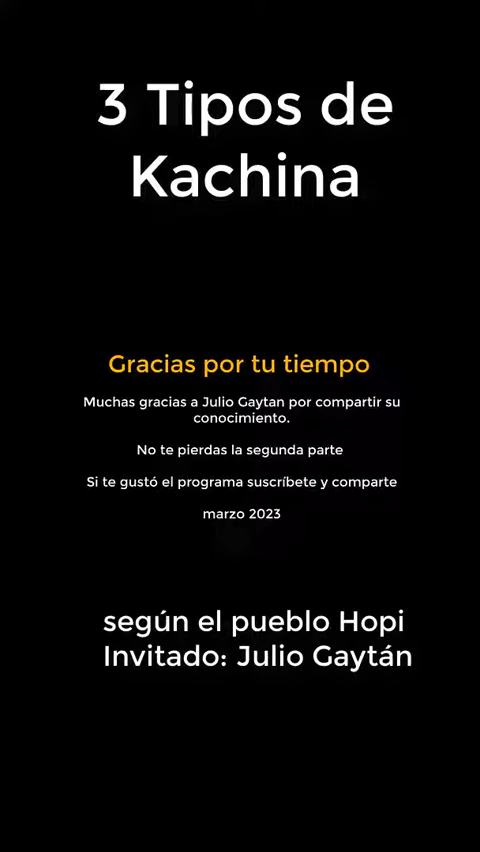 3 Tipos de
Kachina
Gracias por tu tiempo
Muchas gracias a Julio Gaytan por compartir su
conocimiento.
No te pierdas la segunda parte
Si te gustó el programa suscríbete y comparte
marzo 2023
según el pueblo Hopi
Invitado: Julio Gaytán